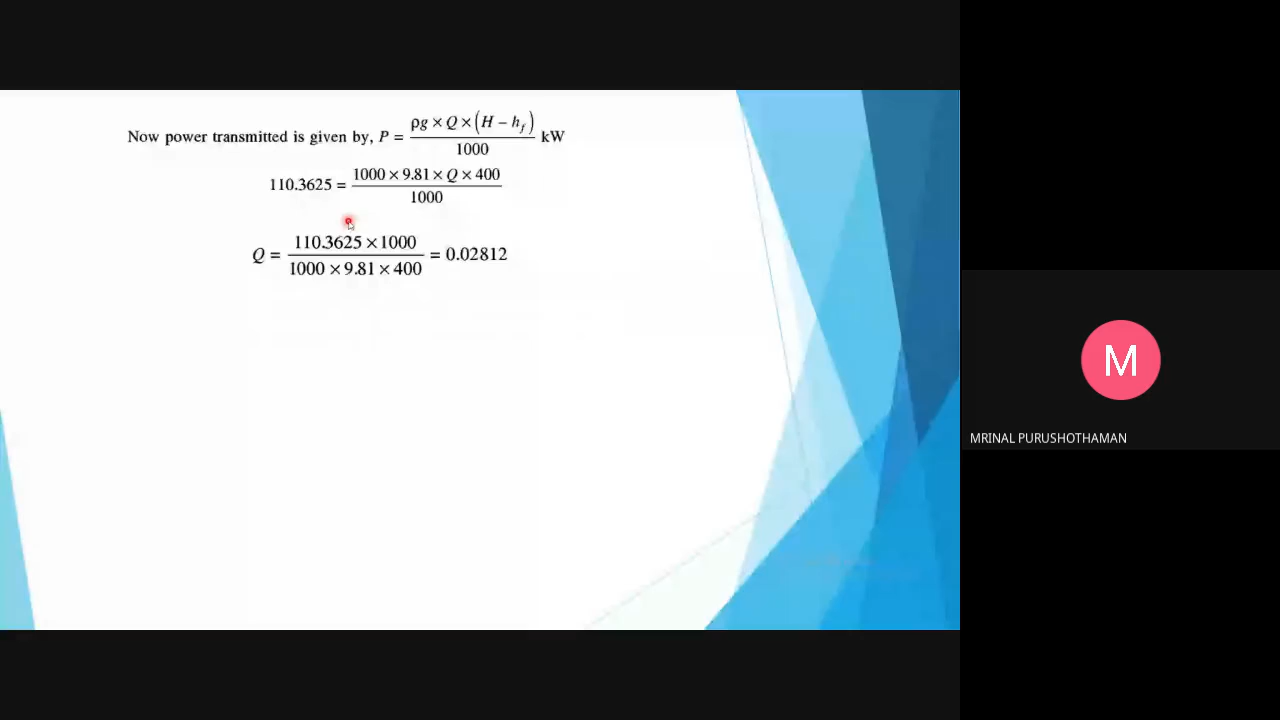 Now power transmitted is given by, P = ρg × Q × (H − h_f) / 1000 kW
110.3625 = 1000 × 9.81 × Q × 400 / 1000
Q = 110.3625 × 1000 / 1000 × 9.81 × 400 = 0.02812
M
MRINAL PURUSHOTHAMAN